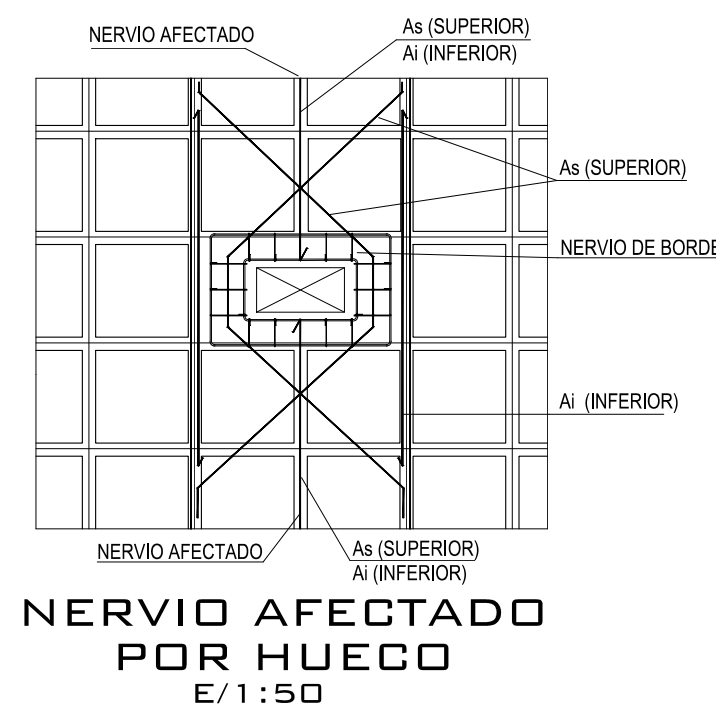 NERVIO AFECTADO
As (SUPERIOR)
Ai (INFERIOR)
As (SUPERIOR)
NERVIO DE BORDE
Ai (INFERIOR)
NERVIO AFECTADO
As (SUPERIOR)
Ai (INFERIOR)
NERVIO AFECTADO
POR HUECO
E/1:50